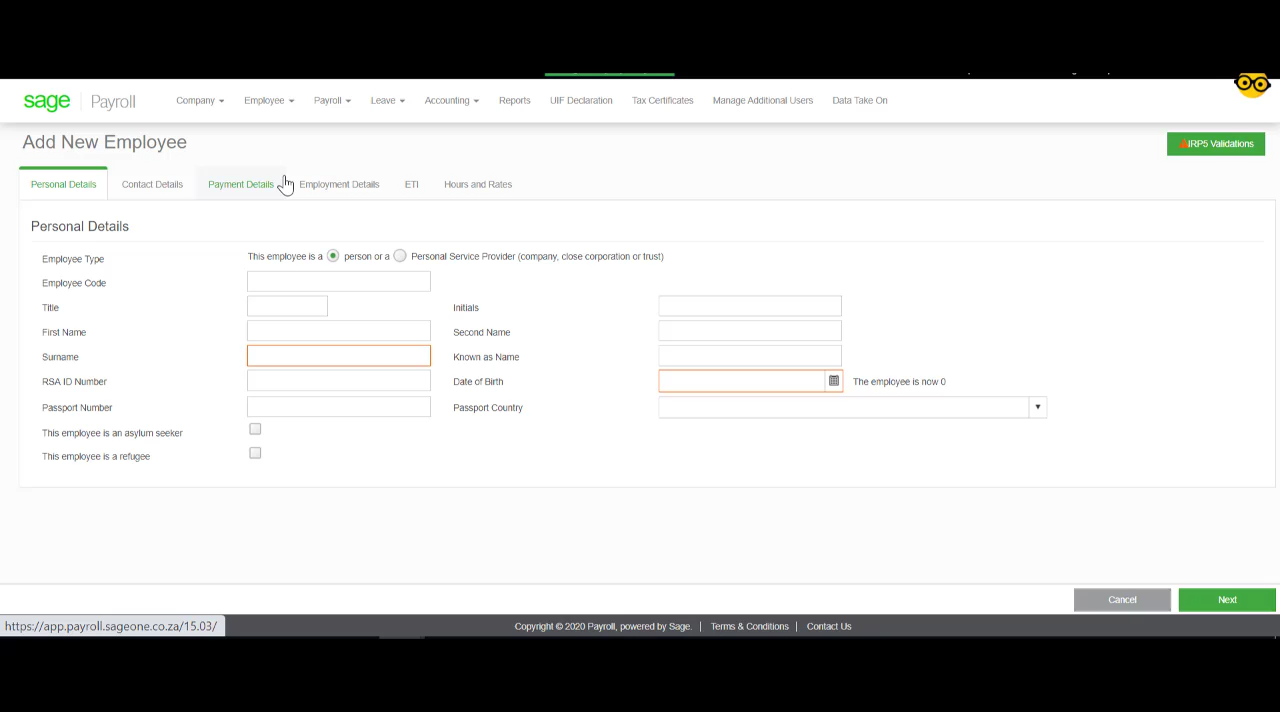 sage Payroll Company Employee Payroll Leave Accounting Reports UIF Declaration Tax Certificates Manage Additional Users Data Take On
Add New Employee
IRP5 Validations
Personal Details Contact Details Payment Details Employment Details ETI Hours and Rates
Personal Details
Employee Type This employee is a person or a Personal Service Provider (company, close corporation or trust)
Employee Code
Title Initials
First Name Second Name
Surname Known as Name
RSA ID Number Date of Birth The employee is now 0
Passport Number Passport Country
This employee is an asylum seeker
This employee is a refugee
Cancel Next
https://app.payroll.sageone.co.za/15.03/ Copyright © 2020 Payroll, powered by Sage. | Terms & Conditions | Contact Us